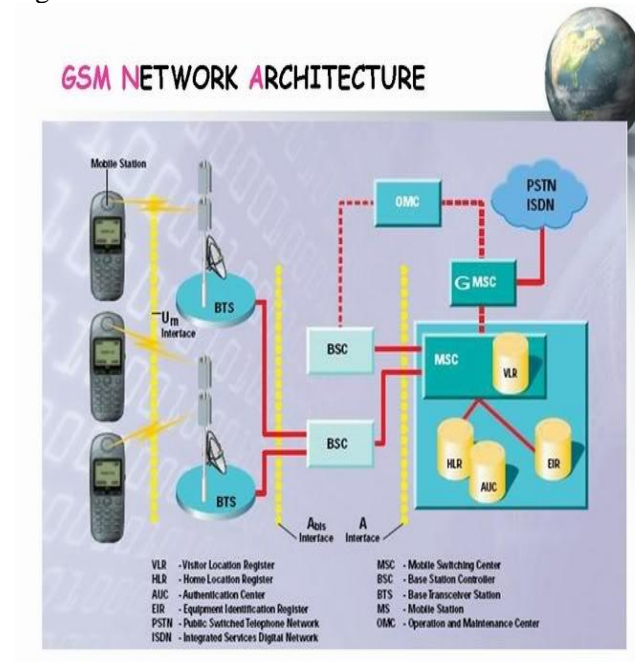 GSM NETWORK ARCHITECTURE
Mobile Station
OMC
PSTN
ISDN
G MSC
BTS
Um
Interface
BSC
MSC
VLR
BSC
HLR
AUC
EIR
BTS
Abis
Interface
A
Interface
VLR - Visitor Location Register
HLR - Home Location Register
AUC - Authentication Center
EIR - Equipment Identification Register
PSTN - Public Switched Telephone Network
ISDN - Integrated Services Digital Network
MSC - Mobile Switching Center
BSC - Base Station Controller
BTS - Base Transceiver Station
MS - Mobile Station
OMC - Operation and Maintenance Center